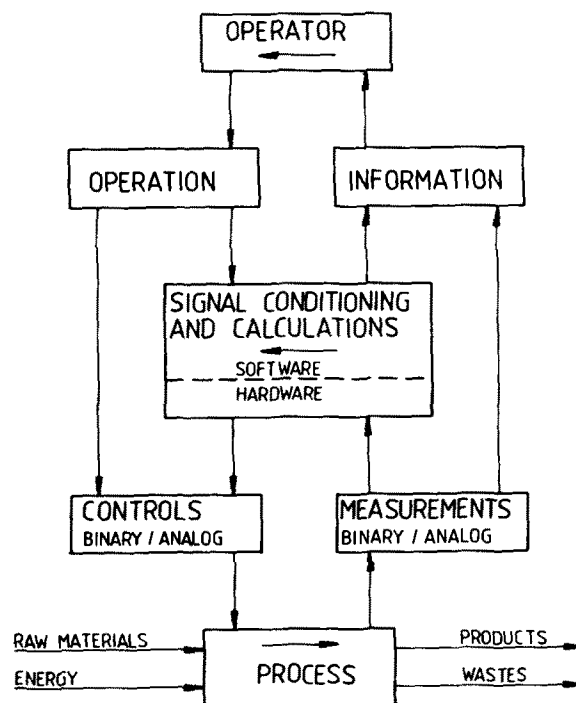 OPERATOR
OPERATION
INFORMATION
SIGNAL CONDITIONING
AND CALCULATIONS
SOFTWARE
HARDWARE
CONTROLS
BINARY / ANALOG
MEASUREMENTS
BINARY / ANALOG
RAW MATERIALS
ENERGY
PROCESS
PRODUCTS
WASTES